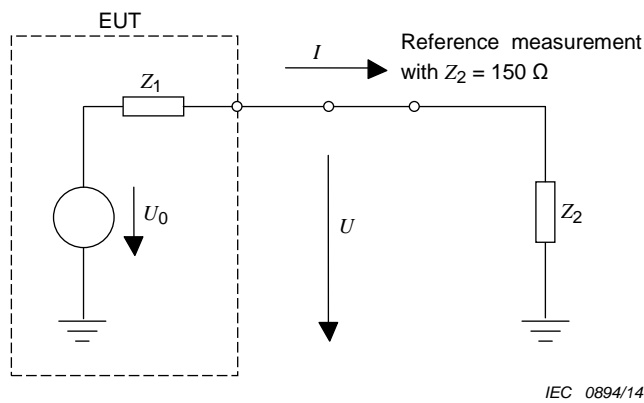 EUT
I
Reference measurement
with Z2 = 150 Ω
Z1
U0
U
Z2
IEC 0894/14